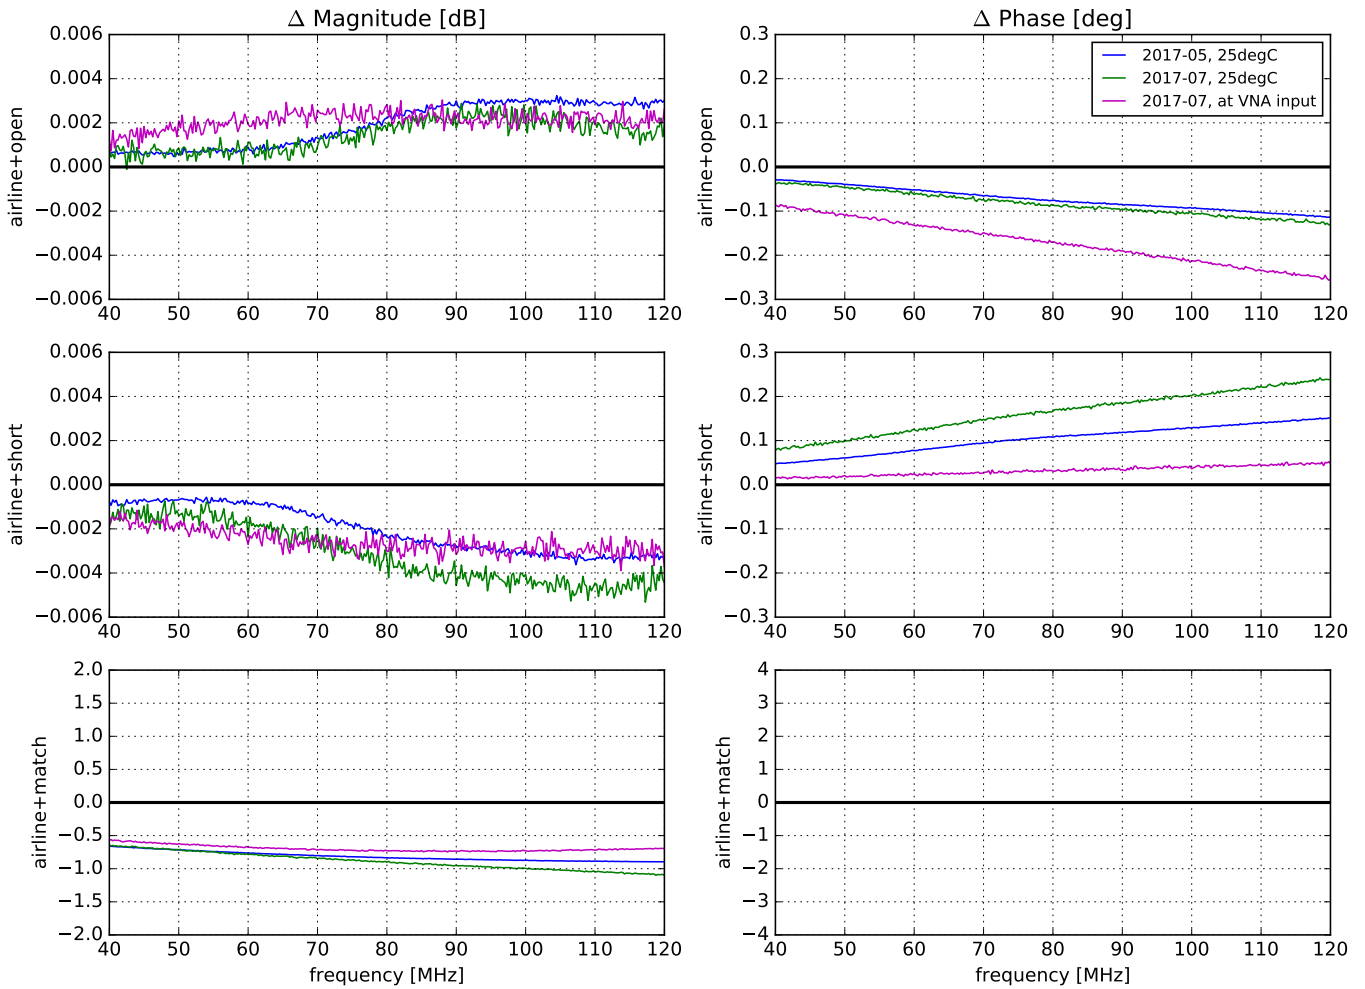 Δ Magnitude [dB]
Δ Phase [deg]
airline+open
0.006
0.004
0.002
0.000
−0.002
−0.004
−0.006
40 50 60 70 80 90 100 110 120
airline+open
0.3
0.2
0.1
0.0
−0.1
−0.2
−0.3
40 50 60 70 80 90 100 110 120
2017-05, 25degC
2017-07, 25degC
2017-07, at VNA input
airline+short
0.006
0.004
0.002
0.000
−0.002
−0.004
−0.006
40 50 60 70 80 90 100 110 120
airline+short
0.3
0.2
0.1
0.0
−0.1
−0.2
−0.3
40 50 60 70 80 90 100 110 120
airline+match
2.0
1.5
1.0
0.5
0.0
−0.5
−1.0
−1.5
−2.0
40 50 60 70 80 90 100 110 120
frequency [MHz]
airline+match
4
3
2
1
0
−1
−2
−3
−4
40 50 60 70 80 90 100 110 120
frequency [MHz]